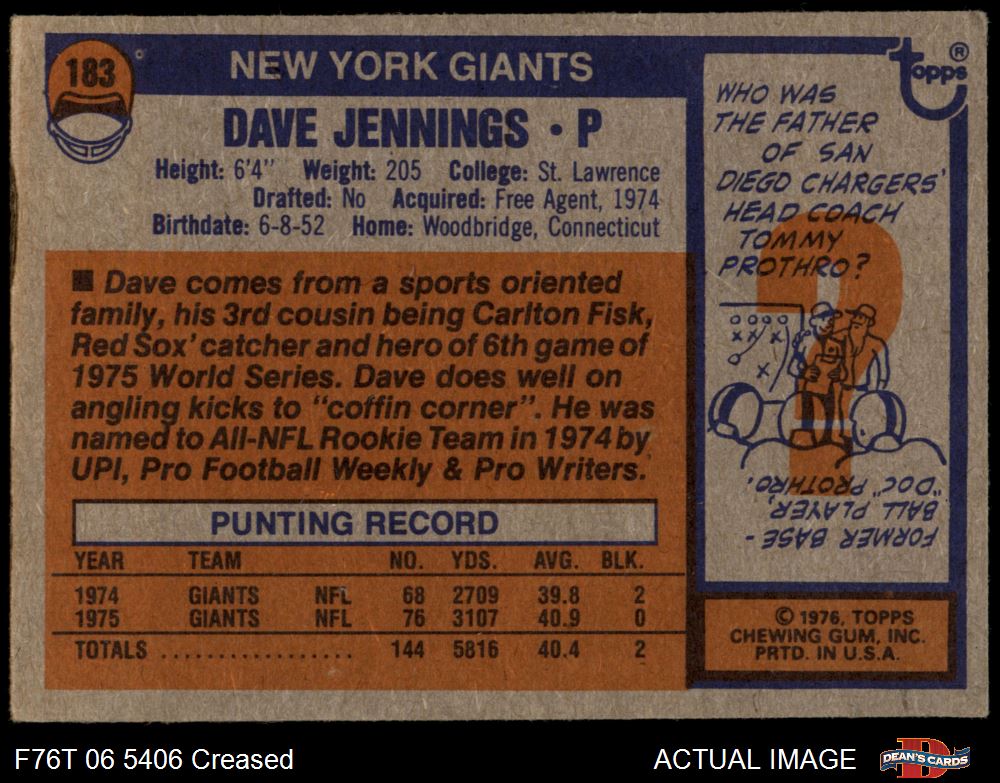 183
NEW YORK GIANTS
DAVE JENNINGS • P
Height: 6'4" Weight: 205 College: St. Lawrence
Drafted: No Acquired: Free Agent, 1974
Birthdate: 6-8-52 Home: Woodbridge, Connecticut
■ Dave comes from a sports oriented
family, his 3rd cousin being Carlton Fisk,
Red Sox' catcher and hero of 6th game of
1975 World Series. Dave does well on
angling kicks to "coffin corner". He was
named to All-NFL Rookie Team in 1974 by
UPI, Pro Football Weekly & Pro Writers.
PUNTING RECORD
YEAR TEAM NO. YDS. AVG. BLK.
1974 GIANTS NFL 68 2709 39.8 2
1975 GIANTS NFL 76 3107 40.9 0
TOTALS .................. 144 5816 40.4 2
topps®
WHO WAS
THE FATHER
OF SAN
DIEGO CHARGERS'
HEAD COACH
TOMMY
PROTHRO?
FORMER BASE-
BALL PLAYER,
"DOC" PROTHRO.
© 1976, TOPPS
CHEWING GUM, INC.
PRTD. IN U.S.A.
F76T 06 5406 Creased
ACTUAL IMAGE
D
DEAN'S CARDS